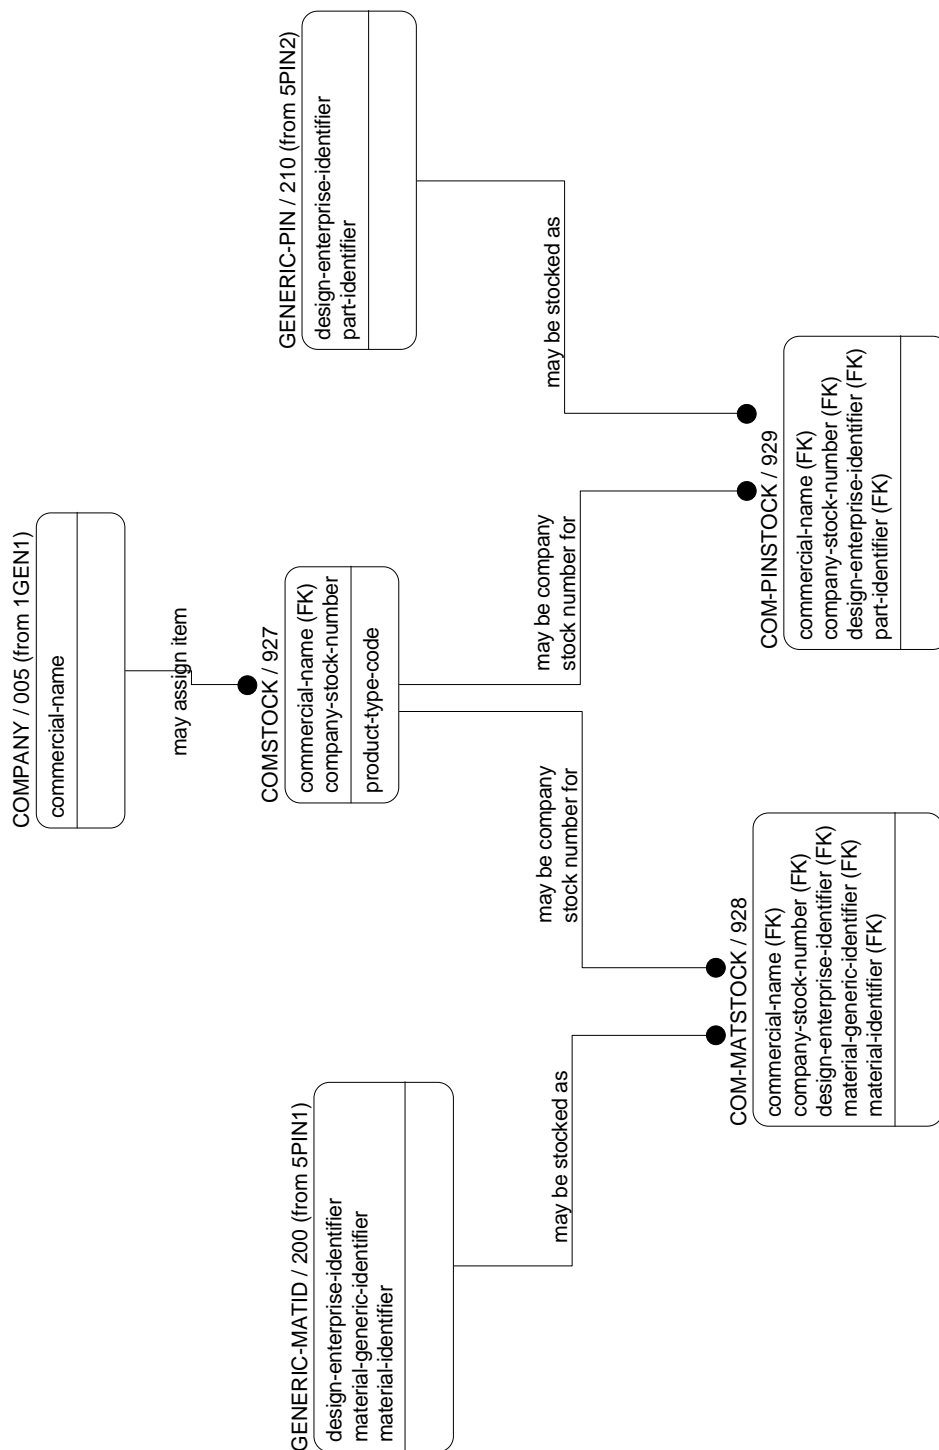 COMPANY / 005 (from 1GEN1)
commercial-name
may assign item
GENERIC-MATID / 200 (from 5PIN1)
design-enterprise-identifier
material-generic-identifier
material-identifier
COMSTOCK / 927
commercial-name (FK)
company-stock-number
product-type-code
GENERIC-PIN / 210 (from 5PIN2)
design-enterprise-identifier
part-identifier
may be stocked as
may be company
stock number for
may be company
stock number for
may be stocked as
COM-MATSTOCK / 928
commercial-name (FK)
company-stock-number (FK)
design-enterprise-identifier (FK)
material-generic-identifier (FK)
material-identifier (FK)
COM-PINSTOCK / 929
commercial-name (FK)
company-stock-number (FK)
design-enterprise-identifier (FK)
part-identifier (FK)